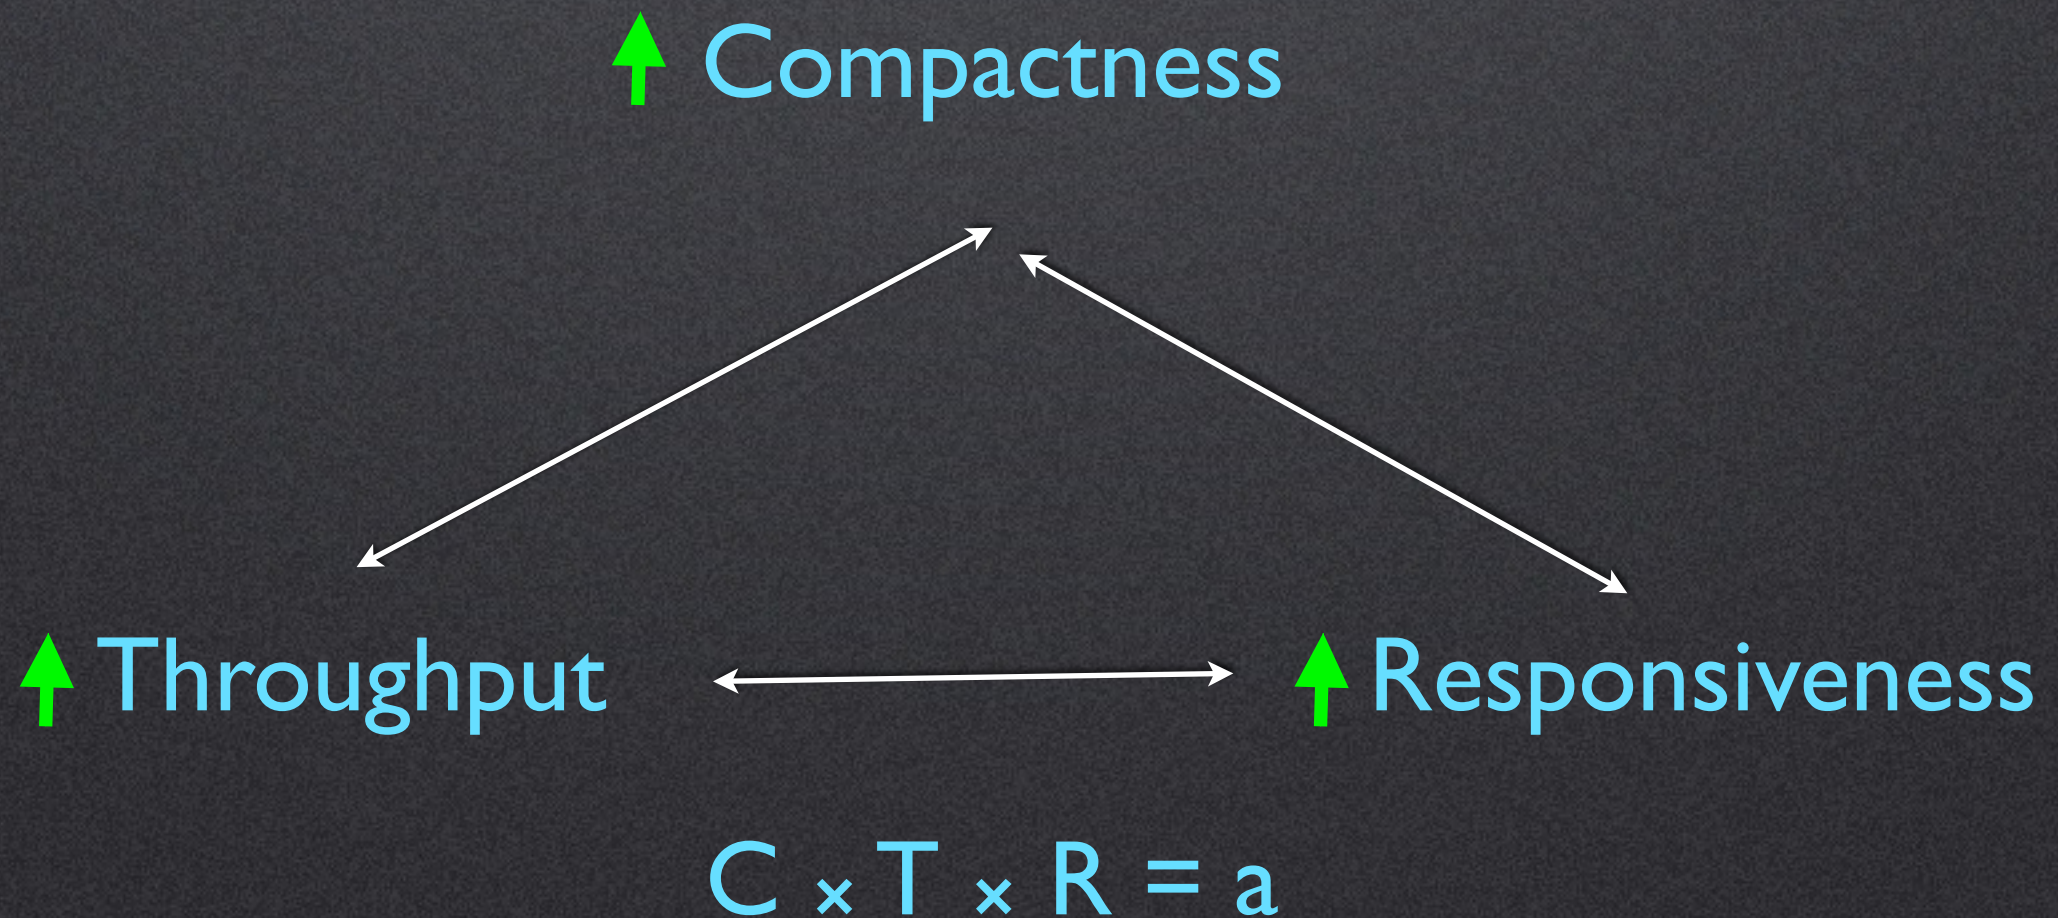 Compactness
Throughput
Responsiveness
C × T × R = a